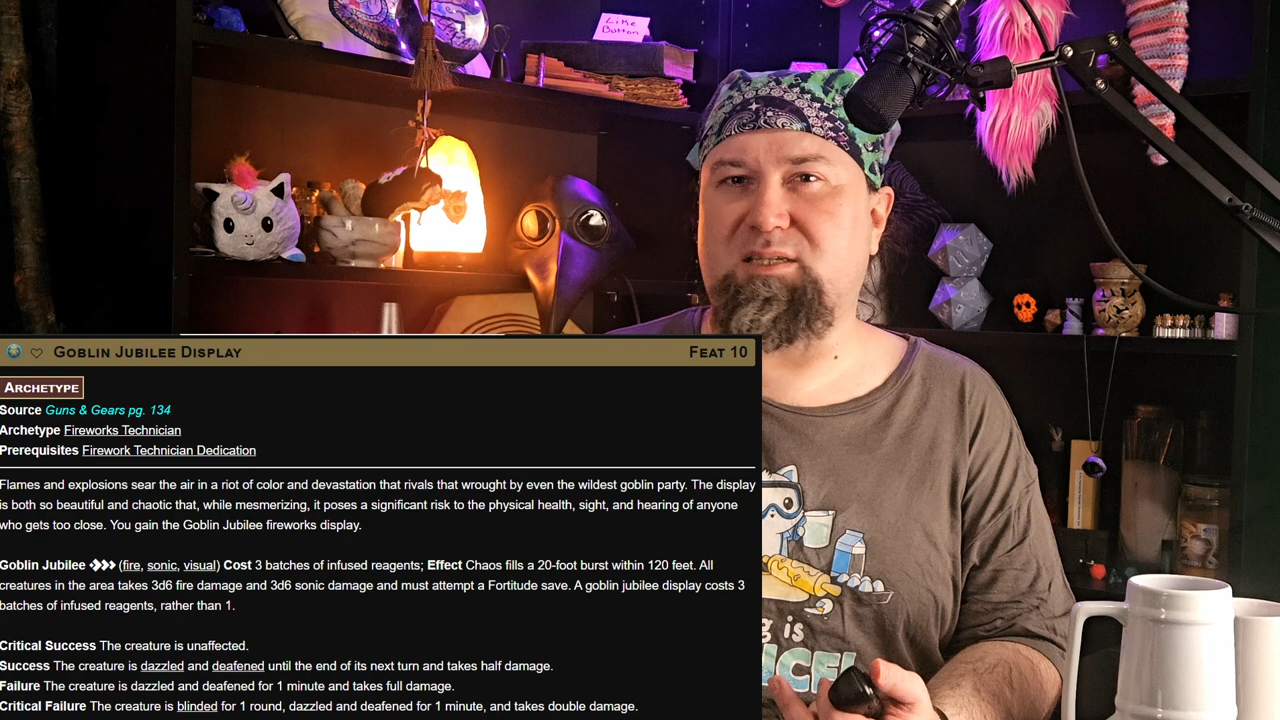 Like
Button
GOBLIN JUBILEE DISPLAY FEAT 10
ARCHETYPE
Source Guns & Gears pg. 134
Archetype Fireworks Technician
Prerequisites Firework Technician Dedication
Flames and explosions sear the air in a riot of color and devastation that rivals that wrought by even the wildest goblin party. The display
is both so beautiful and chaotic that, while mesmerizing, it poses a significant risk to the physical health, sight, and hearing of anyone
who gets too close. You gain the Goblin Jubilee fireworks display.
Goblin Jubilee (fire, sonic, visual) Cost 3 batches of infused reagents; Effect Chaos fills a 20-foot burst within 120 feet. All
creatures in the area takes 3d6 fire damage and 3d6 sonic damage and must attempt a Fortitude save. A goblin jubilee display costs 3
batches of infused reagents, rather than 1.
Critical Success The creature is unaffected.
Success The creature is dazzled and deafened until the end of its next turn and takes half damage.
Failure The creature is dazzled and deafened for 1 minute and takes full damage.
Critical Failure The creature is blinded for 1 round, dazzled and deafened for 1 minute, and takes double damage.
is